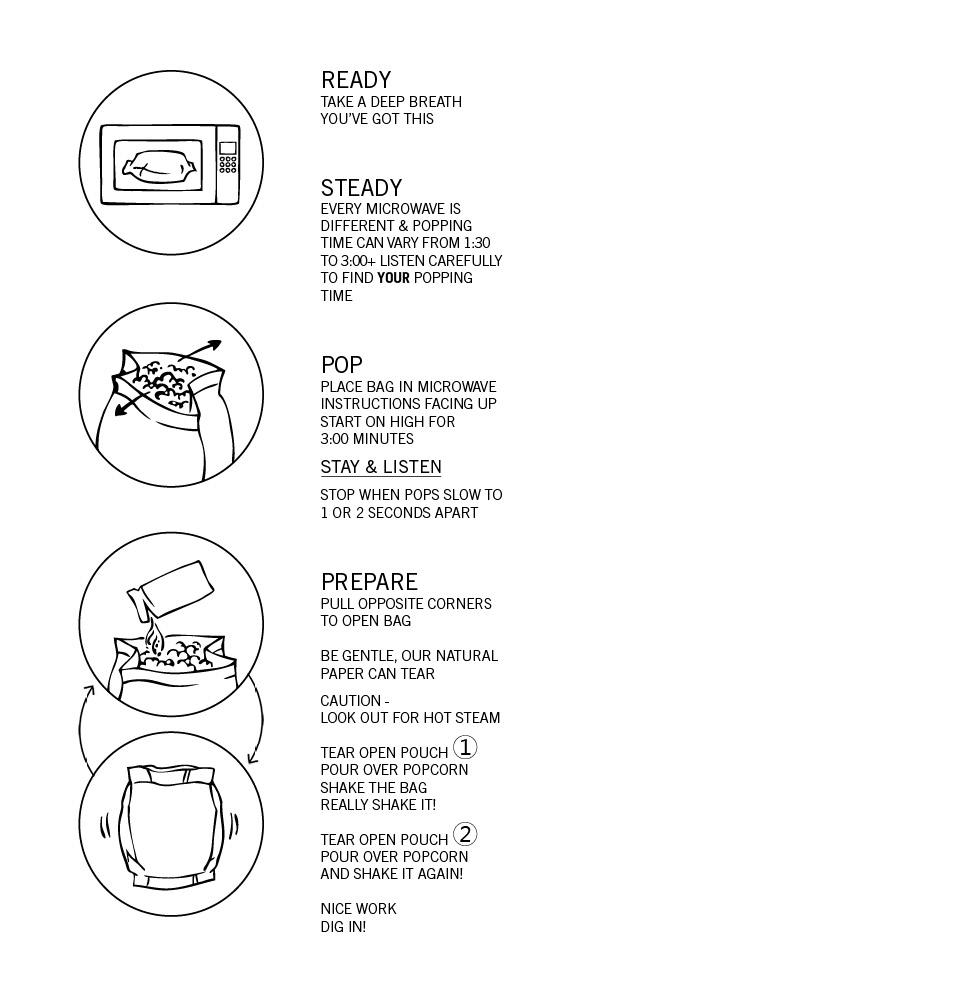 READY
TAKE A DEEP BREATH
YOU'VE GOT THIS
STEADY
EVERY MICROWAVE IS
DIFFERENT & POPPING
TIME CAN VARY FROM 1:30
TO 3:00+ LISTEN CAREFULLY
TO FIND YOUR POPPING
TIME
POP
PLACE BAG IN MICROWAVE
INSTRUCTIONS FACING UP
START ON HIGH FOR
3:00 MINUTES
STAY & LISTEN
STOP WHEN POPS SLOW TO
1 OR 2 SECONDS APART
PREPARE
PULL OPPOSITE CORNERS
TO OPEN BAG
BE GENTLE, OUR NATURAL
PAPER CAN TEAR
CAUTION -
LOOK OUT FOR HOT STEAM
TEAR OPEN POUCH ①
POUR OVER POPCORN
SHAKE THE BAG
REALLY SHAKE IT!
TEAR OPEN POUCH ②
POUR OVER POPCORN
AND SHAKE IT AGAIN!
NICE WORK
DIG IN!